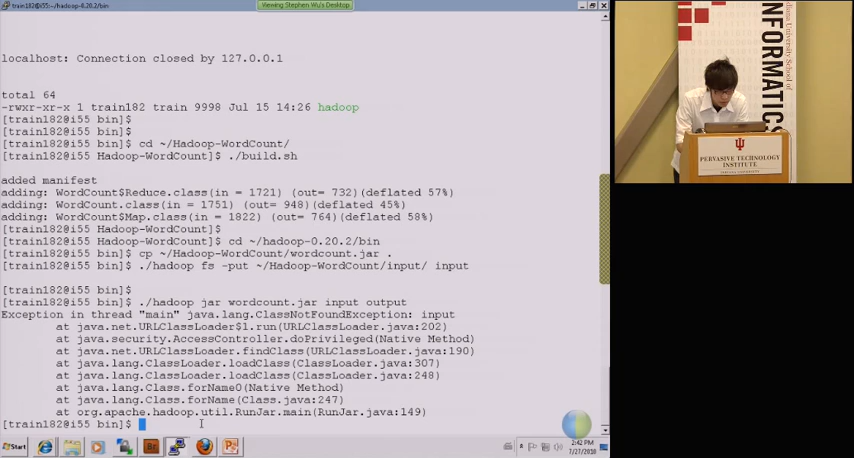 train182@i55:~/hadoop-0.20.2/bin
Viewing Stephen Wu's Desktop
localhost: Connection closed by 127.0.0.1
total 64
-rwxr-xr-x 1 train182 train 9998 Jul 15 14:26 hadoop
[train182@i55 bin]$
[train182@i55 bin]$
[train182@i55 bin]$ cd ~/Hadoop-WordCount/
[train182@i55 Hadoop-WordCount]$ ./build.sh
added manifest
adding: WordCount$Reduce.class(in = 1721) (out= 732)(deflated 57%)
adding: WordCount.class(in = 1751) (out= 948)(deflated 45%)
adding: WordCount$Map.class(in = 1822) (out= 764)(deflated 58%)
[train182@i55 Hadoop-WordCount]$
[train182@i55 Hadoop-WordCount]$ cd ~/hadoop-0.20.2/bin
[train182@i55 bin]$ cp ~/Hadoop-WordCount/wordcount.jar .
[train182@i55 bin]$ ./hadoop fs -put ~/Hadoop-WordCount/input/ input
[train182@i55 bin]$
[train182@i55 bin]$ ./hadoop jar wordcount.jar input output
Exception in thread "main" java.lang.ClassNotFoundException: input
at java.net.URLClassLoader$1.run(URLClassLoader.java:202)
at java.security.AccessController.doPrivileged(Native Method)
at java.net.URLClassLoader.findClass(URLClassLoader.java:190)
at java.lang.ClassLoader.loadClass(ClassLoader.java:307)
at java.lang.ClassLoader.loadClass(ClassLoader.java:248)
at java.lang.Class.forName0(Native Method)
at java.lang.Class.forName(Class.java:247)
at org.apache.hadoop.util.RunJar.main(RunJar.java:149)
[train182@i55 bin]$
Start
Br
2:42 PM
7/27/2010
diana University School of
NFORMATICS
PERVASIVE TECHNOLOGY
INSTITUTE